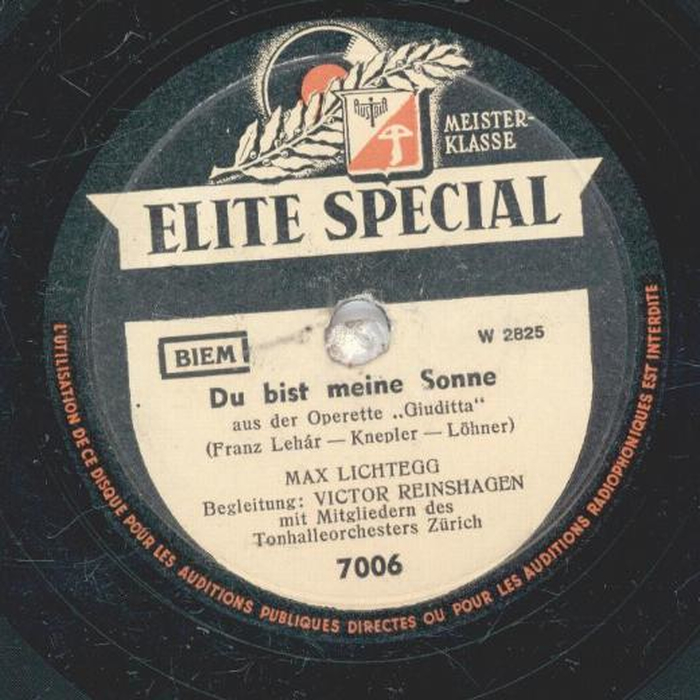 Austria
MEISTER-
KLASSE
ELITE SPECIAL
BIEM
W 2825
Du bist meine Sonne
aus der Operette „Giuditta“
(Franz Lehár — Knepler — Löhner)
MAX LICHTEGG
Begleitung: VICTOR REINSHAGEN
mit Mitgliedern des
Tonhalleorchesters Zürich
7006
L'UTILISATION DE CE DISQUE POUR LES AUDITIONS PUBLIQUES DIRECTES OU POUR LES AUDITIONS RADIOPHONIQUES EST INTERDITE